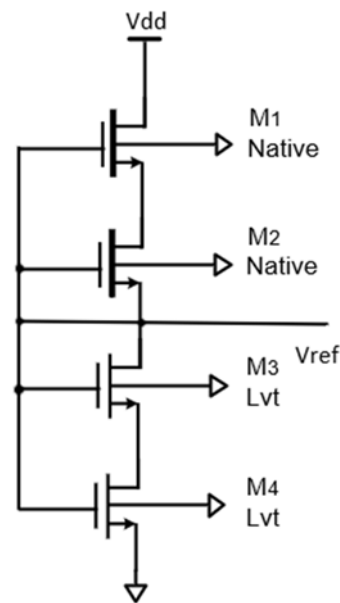 Vdd
M1
Native
M2
Native
Vref
M3
Lvt
M4
Lvt